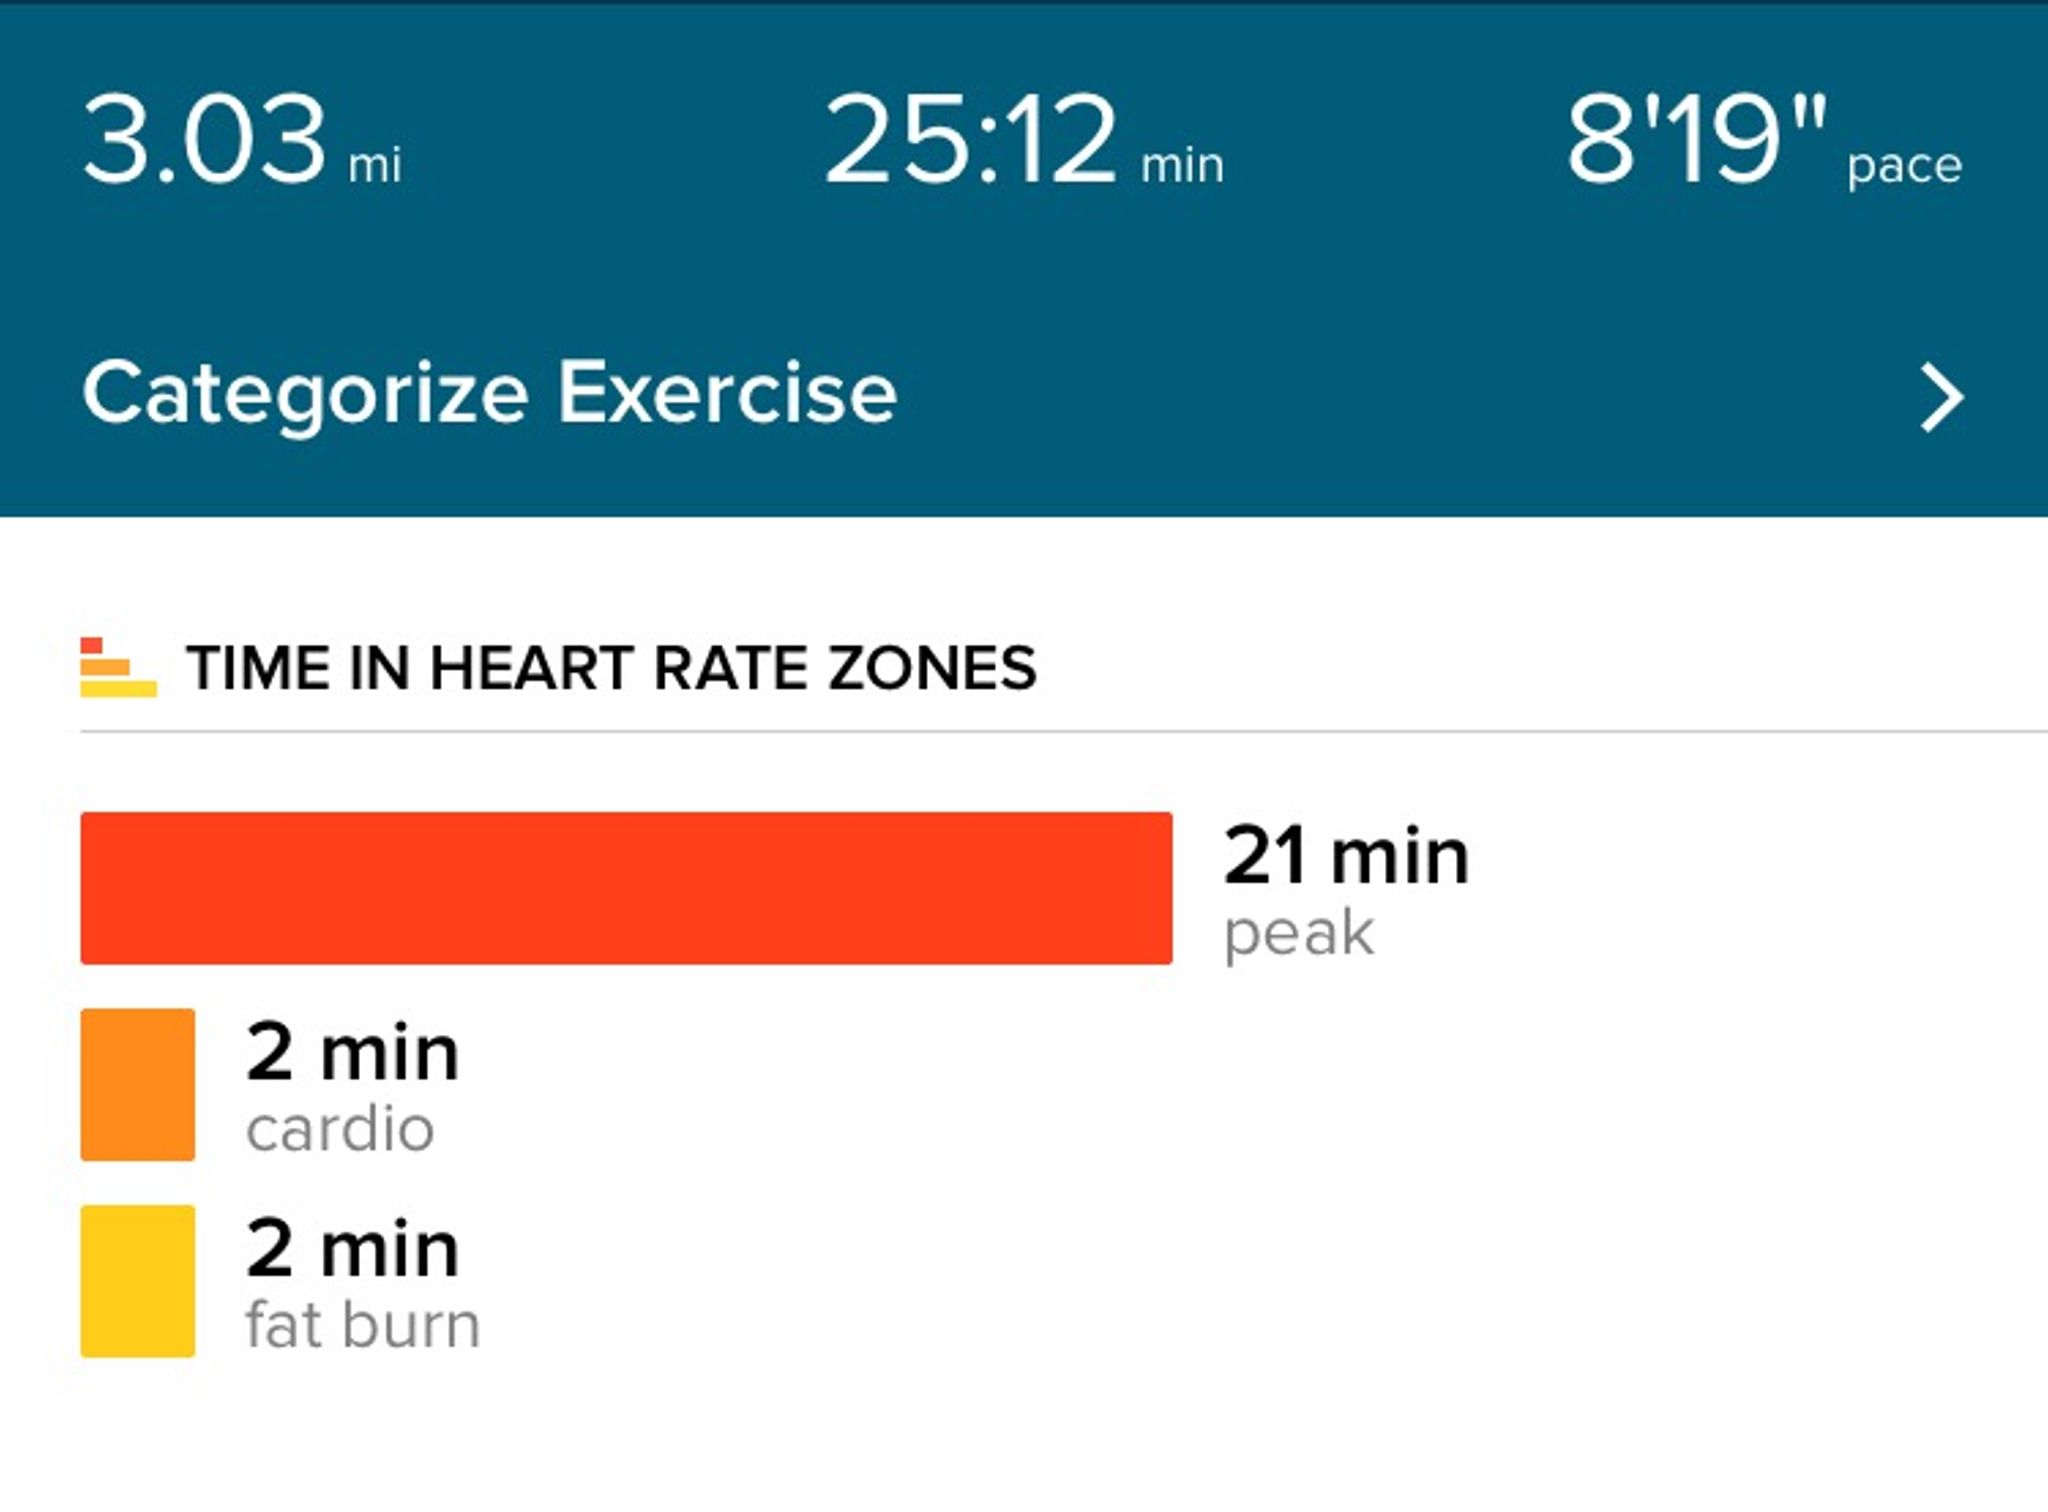 3.03 mi 25:12 min 8'19" pace
Categorize Exercise
TIME IN HEART RATE ZONES
21 min
peak
2 min
cardio
2 min
fat burn